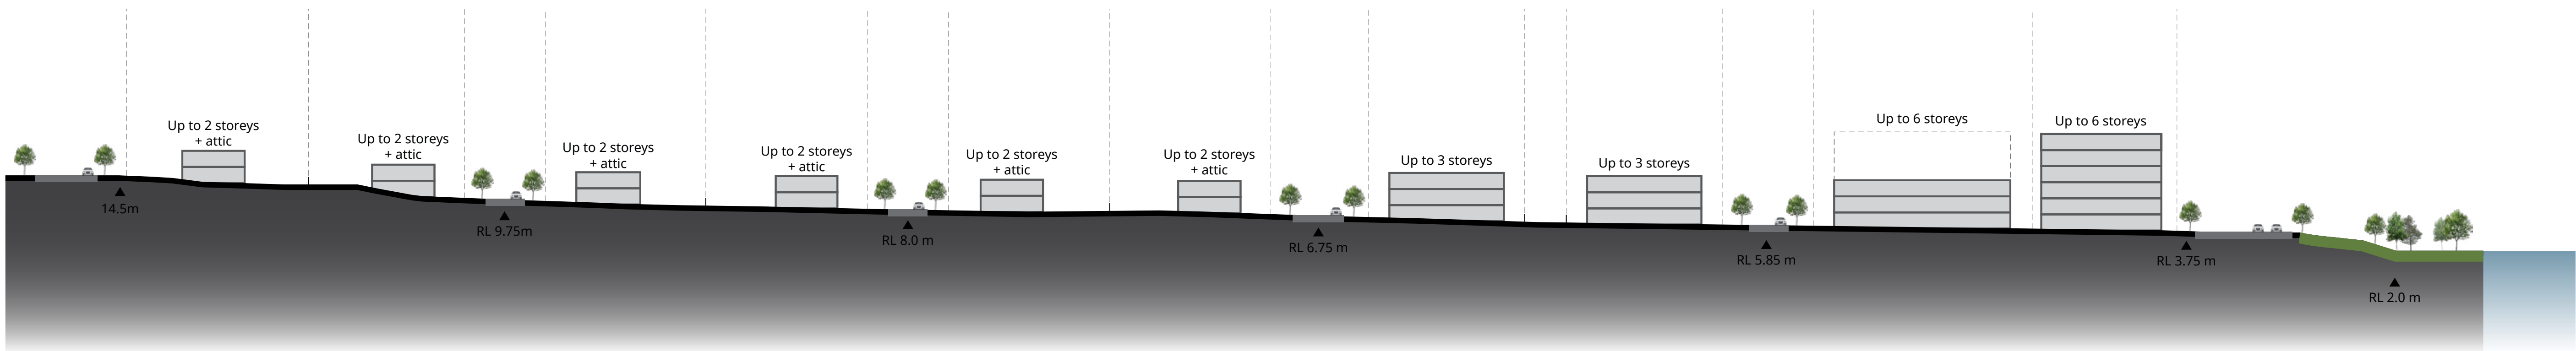 Up to 2 storeys
+ attic
Up to 2 storeys
+ attic
Up to 2 storeys
+ attic
Up to 2 storeys
+ attic
Up to 2 storeys
+ attic
Up to 2 storeys
+ attic
Up to 3 storeys
Up to 3 storeys
Up to 6 storeys
Up to 6 storeys
14.5m
RL 9.75m
RL 8.0 m
RL 6.75 m
RL 5.85 m
RL 3.75 m
RL 2.0 m